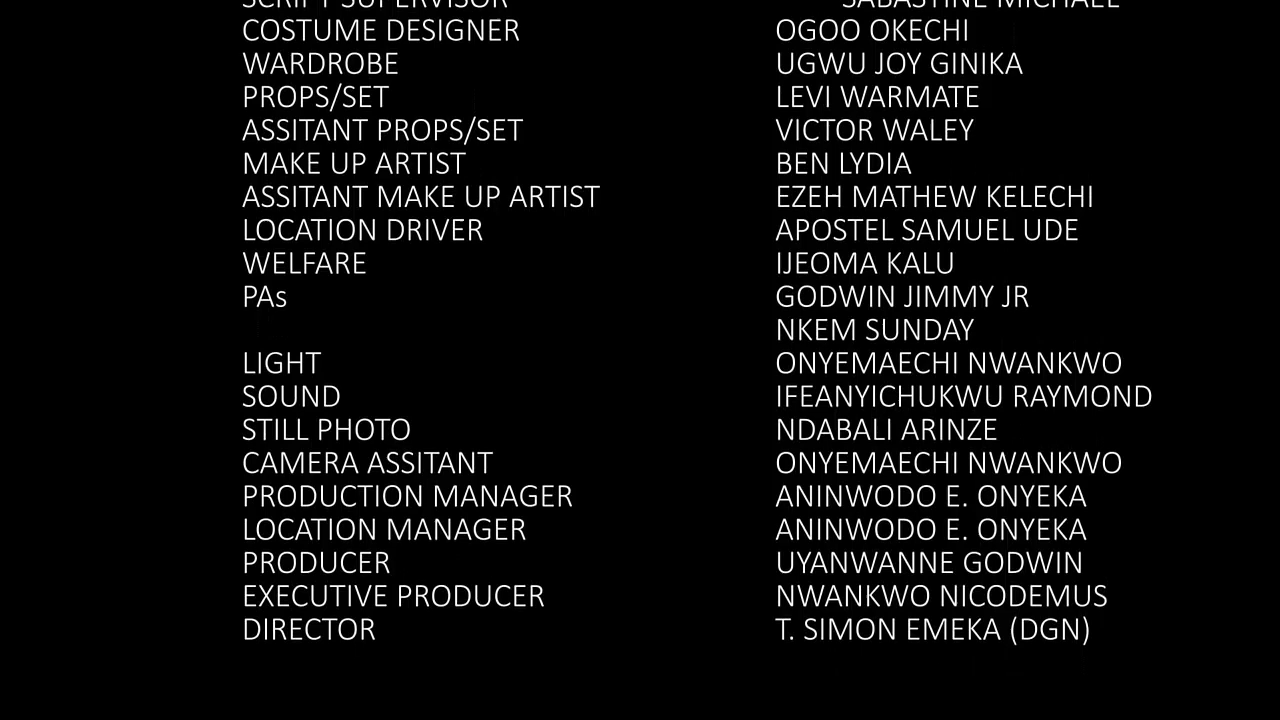 SCRIPT SUPERVISOR SABASTINE MICHAEL
COSTUME DESIGNER OGOO OKECHI
WARDROBE UGWU JOY GINIKA
PROPS/SET LEVI WARMATE
ASSITANT PROPS/SET VICTOR WALEY
MAKE UP ARTIST BEN LYDIA
ASSITANT MAKE UP ARTIST EZEH MATHEW KELECHI
LOCATION DRIVER APOSTEL SAMUEL UDE
WELFARE IJEOMA KALU
PAs GODWIN JIMMY JR
NKEM SUNDAY
LIGHT ONYEMAECHI NWANKWO
SOUND IFEANYICHUKWU RAYMOND
STILL PHOTO NDABALI ARINZE
CAMERA ASSITANT ONYEMAECHI NWANKWO
PRODUCTION MANAGER ANINWODO E. ONYEKA
LOCATION MANAGER ANINWODO E. ONYEKA
PRODUCER UYANWANNE GODWIN
EXECUTIVE PRODUCER NWANKWO NICODEMUS
DIRECTOR T. SIMON EMEKA (DGN)